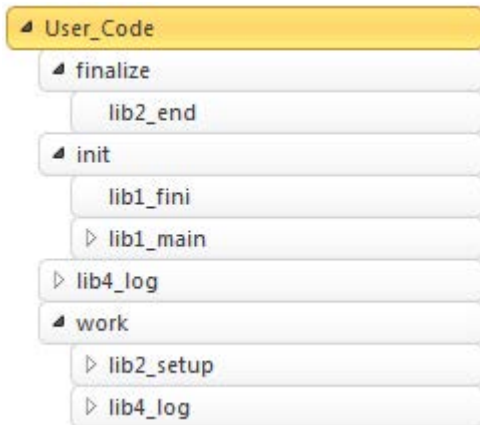 User_Code
finalize
lib2_end
init
lib1_fini
lib1_main
lib4_log
work
lib2_setup
lib4_log